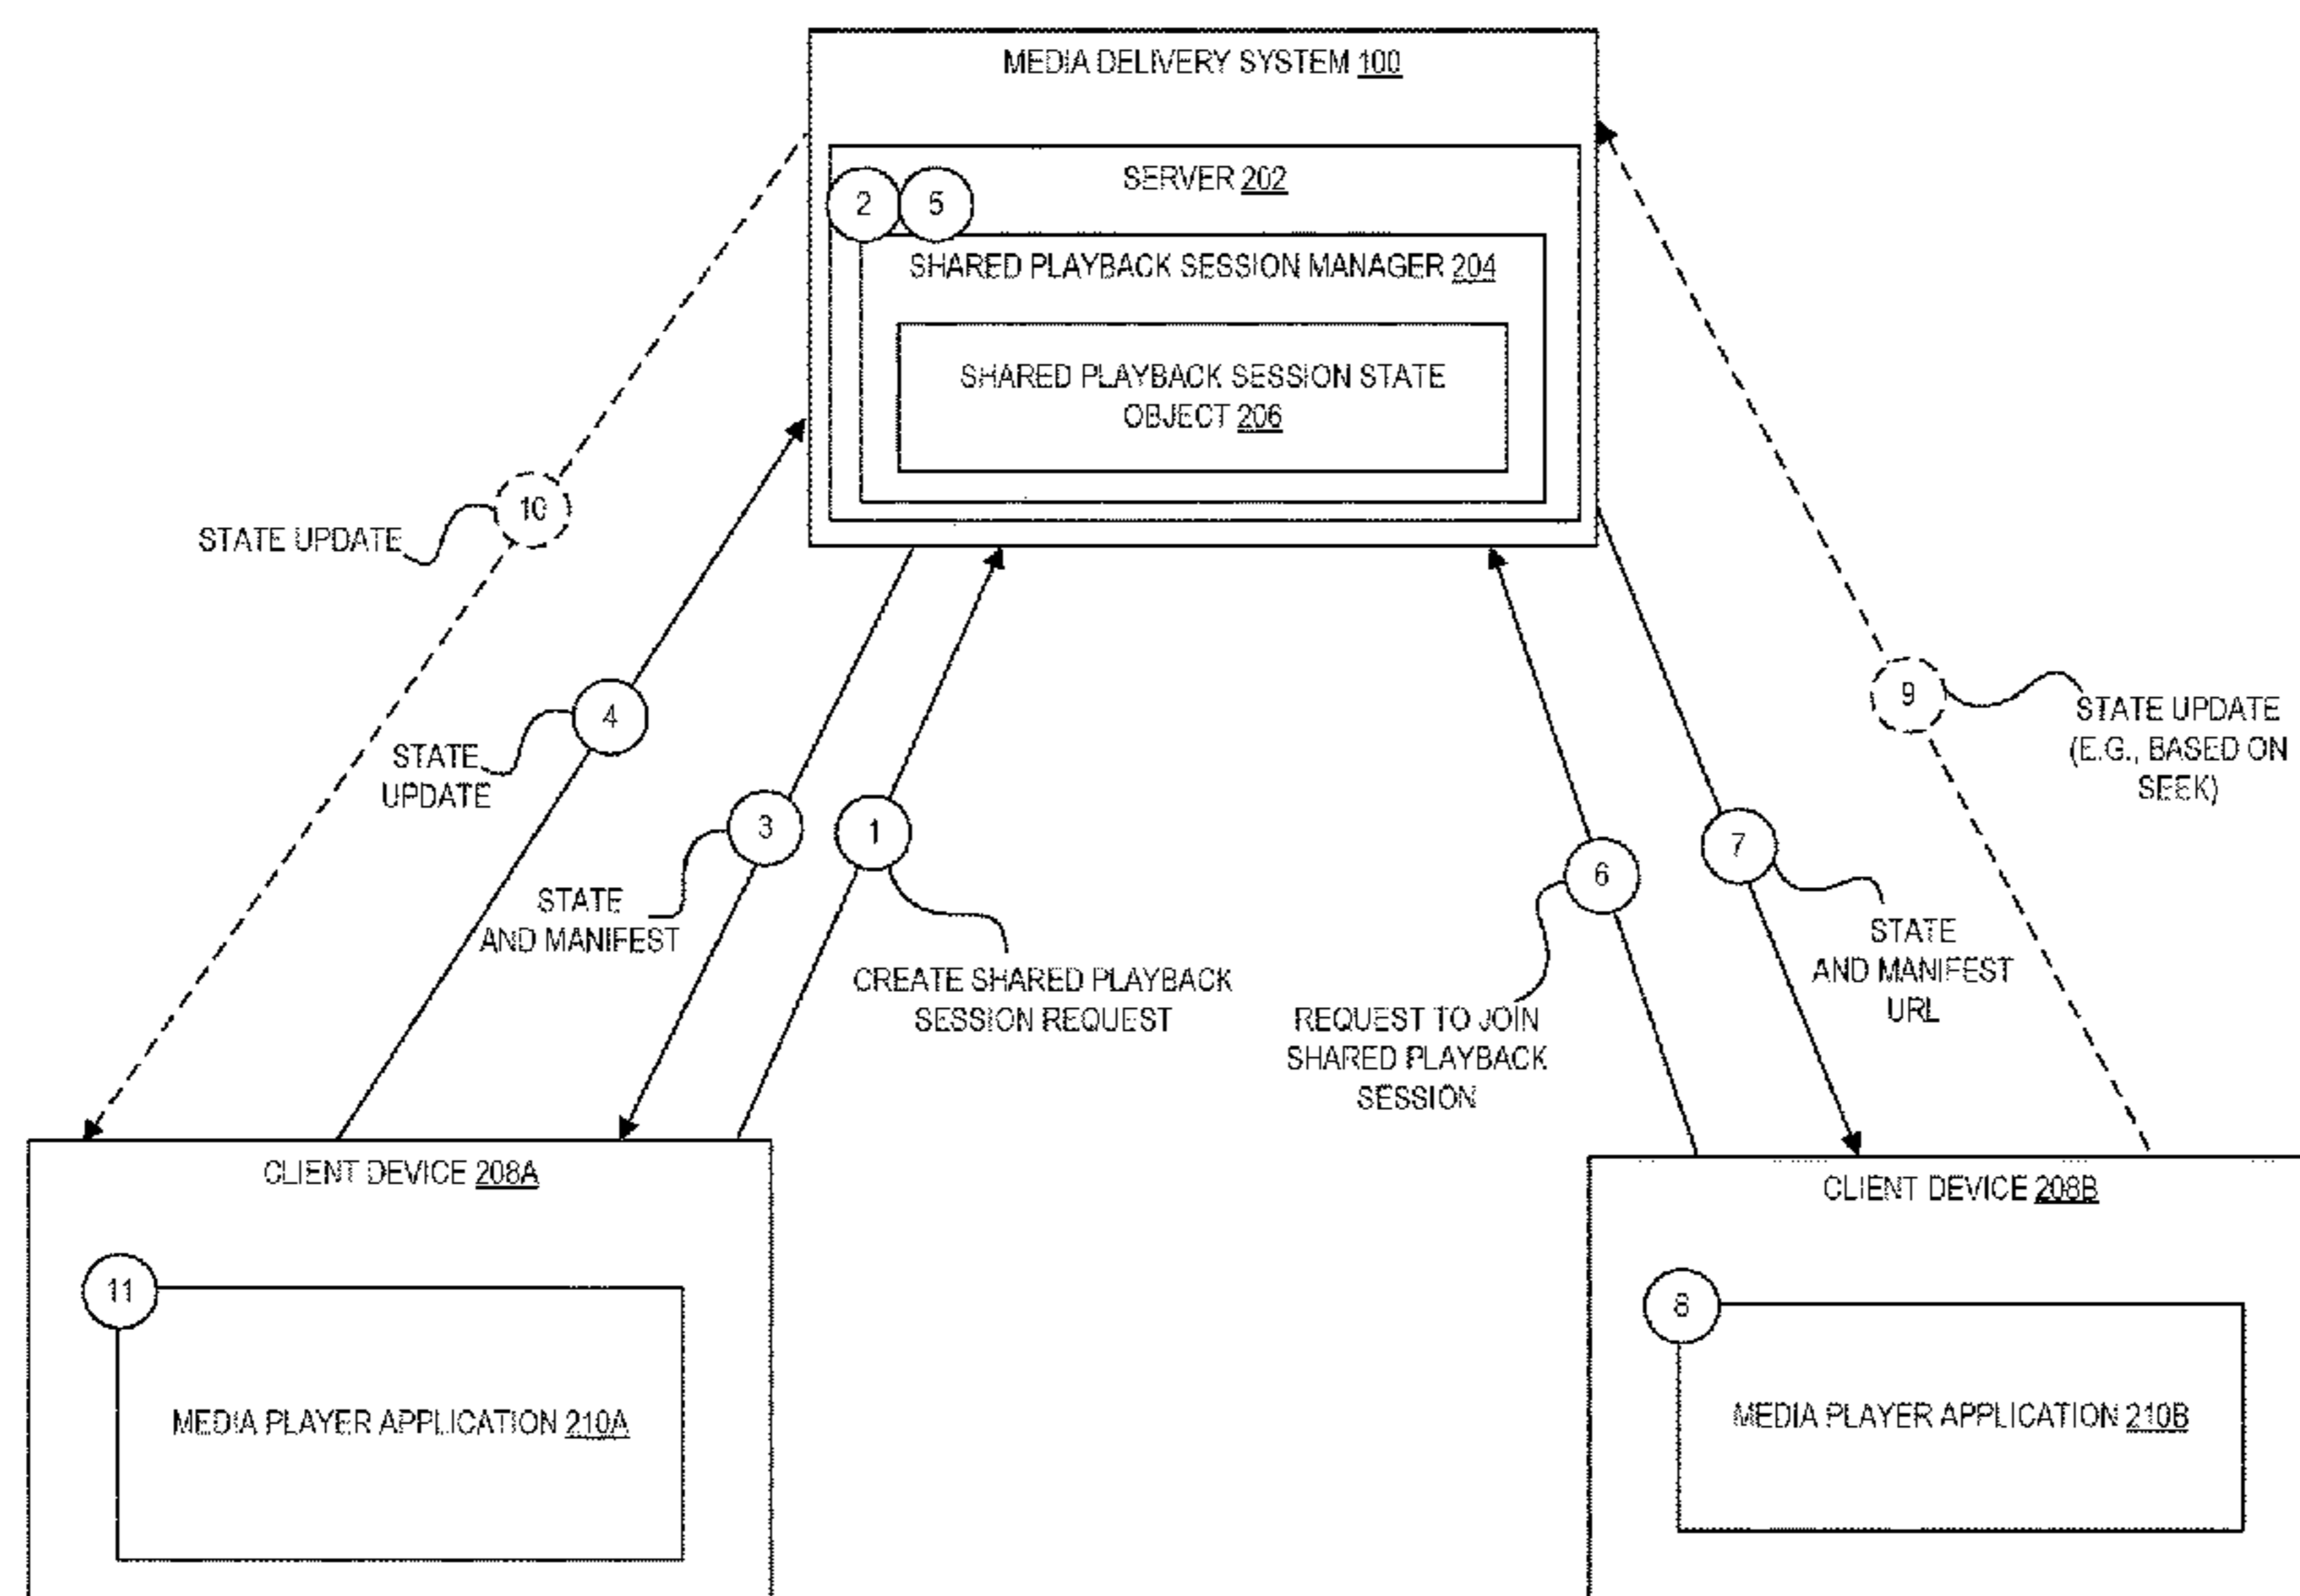 MEDIA DELIVERY SYSTEM 100
SERVER 202
2
5
SHARED PLAYBACK SESSION MANAGER 204
SHARED PLAYBACK SESSION STATE
OBJECT 206
10
STATE UPDATE
4
STATE
UPDATE
3
STATE
AND MANIFEST
1
CREATE SHARED PLAYBACK
SESSION REQUEST
6
REQUEST TO JOIN
SHARED PLAYBACK
SESSION
7
STATE
AND MANIFEST
URL
9
STATE UPDATE
(E.G., BASED ON
SEEK)
CLIENT DEVICE 208A
11
MEDIA PLAYER APPLICATION 210A
CLIENT DEVICE 208B
8
MEDIA PLAYER APPLICATION 210B